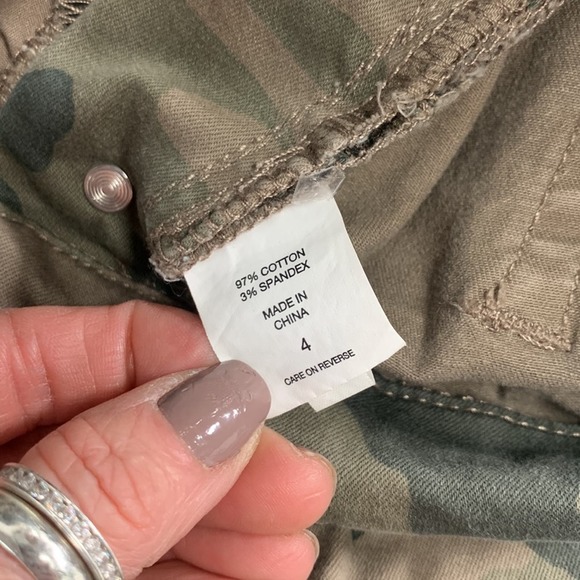 97% COTTON
3% SPANDEX
MADE IN
CHINA
4
CARE ON REVERSE